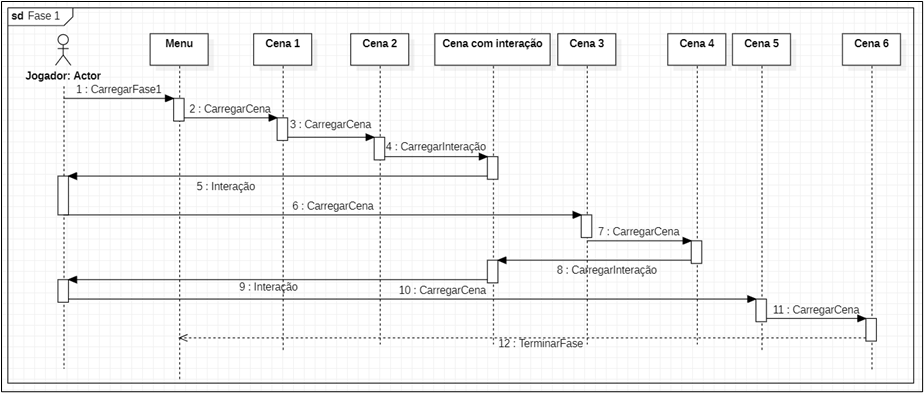 sd Fase 1
Menu
Cena 1
Cena 2
Cena com interação
Cena 3
Cena 4
Cena 5
Cena 6
Jogador: Actor
1 : CarregarFase1
2 : CarregarCena
3 : CarregarCena
4 : CarregarInteração
5 : Interação
6 : CarregarCena
7 : CarregarCena
8 : CarregarInteração
9 : Interação
10 : CarregarCena
11 : CarregarCena
12 : TerminarFase